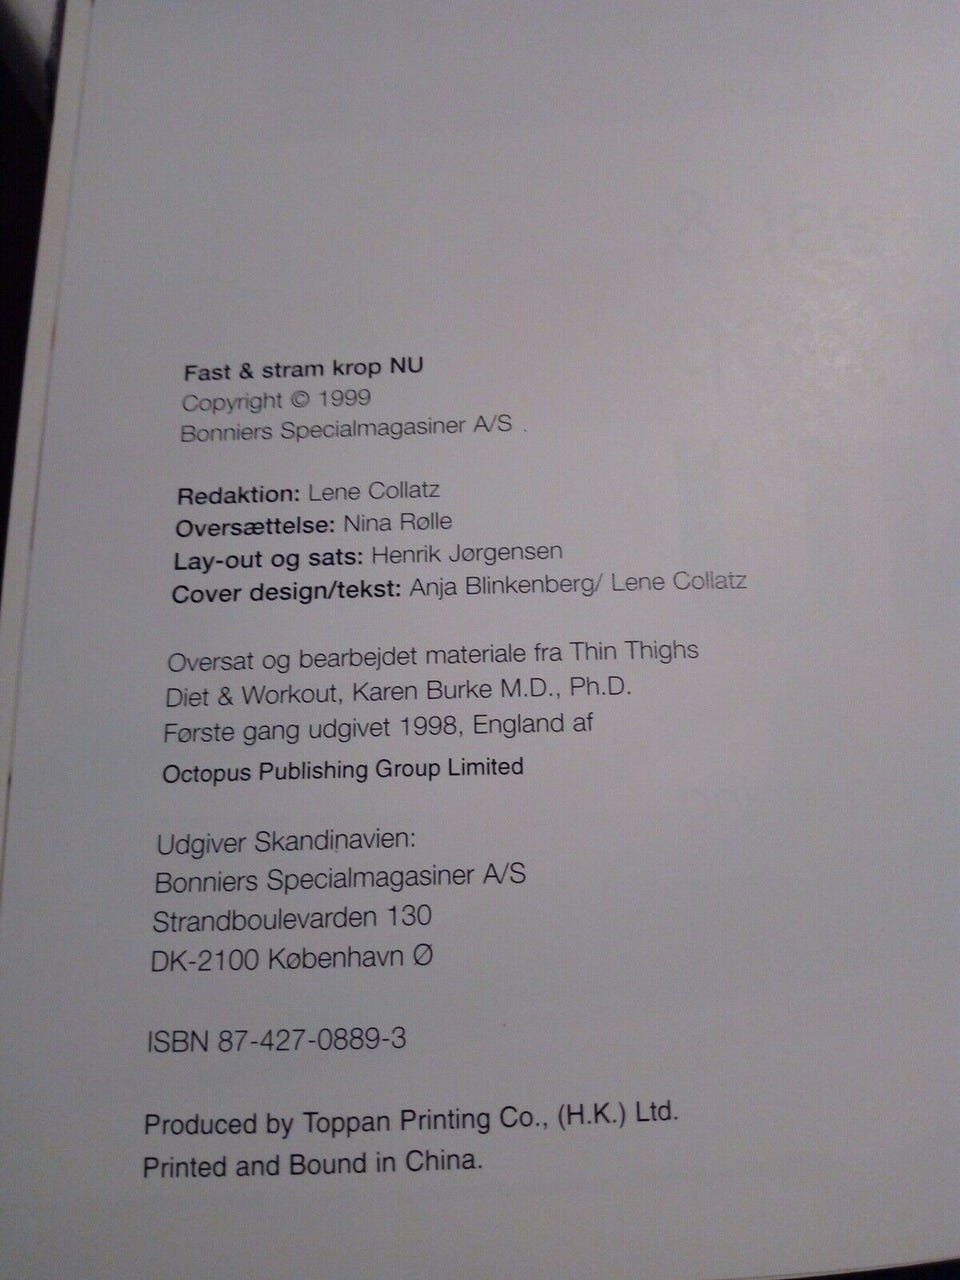 Fast & stram krop NU
Copyright © 1999
Bonniers Specialmagasiner A/S .
Redaktion: Lene Collatz
Oversættelse: Nina Rølle
Lay-out og sats: Henrik Jørgensen
Cover design/tekst: Anja Blinkenberg/ Lene Collatz
Oversat og bearbejdet materiale fra Thin Thighs
Diet & Workout, Karen Burke M.D., Ph.D.
Første gang udgivet 1998, England af
Octopus Publishing Group Limited
Udgiver Skandinavien:
Bonniers Specialmagasiner A/S
Strandboulevarden 130
DK-2100 København Ø
ISBN 87-427-0889-3
Produced by Toppan Printing Co., (H.K.) Ltd.
Printed and Bound in China.